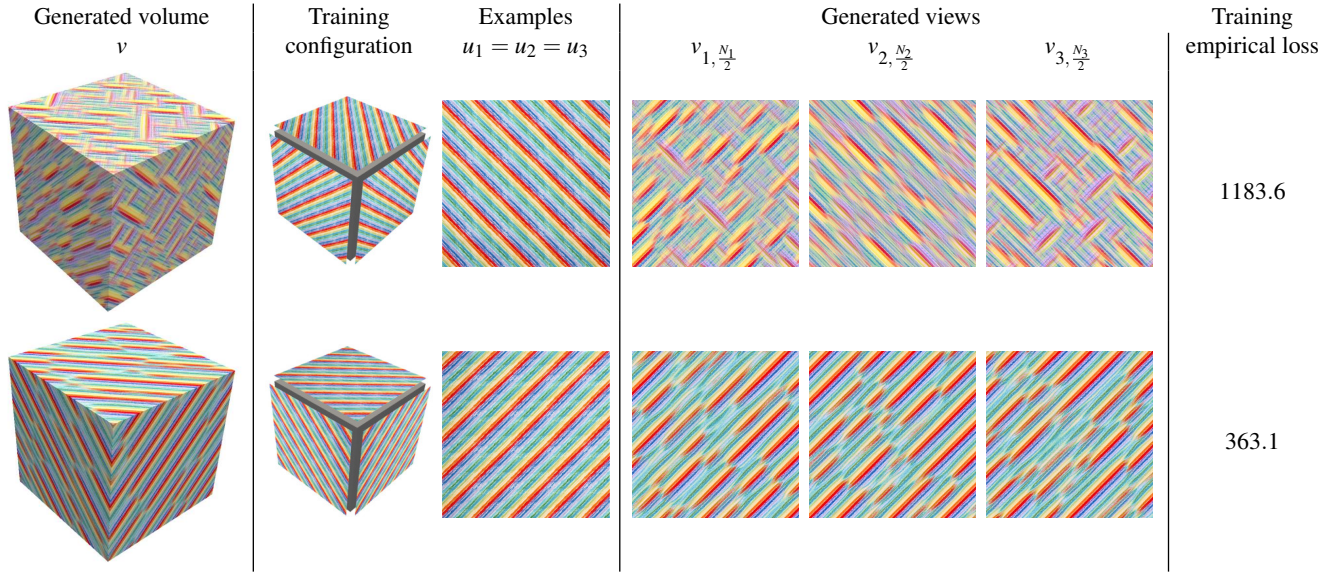 Generated volume
v
Training
configuration
Examples
u₁ = u₂ = u₃
Generated views
v₁,N₁/2
v₂,N₂/2
v₃,N₃/2
Training
empirical loss
1183.6
363.1